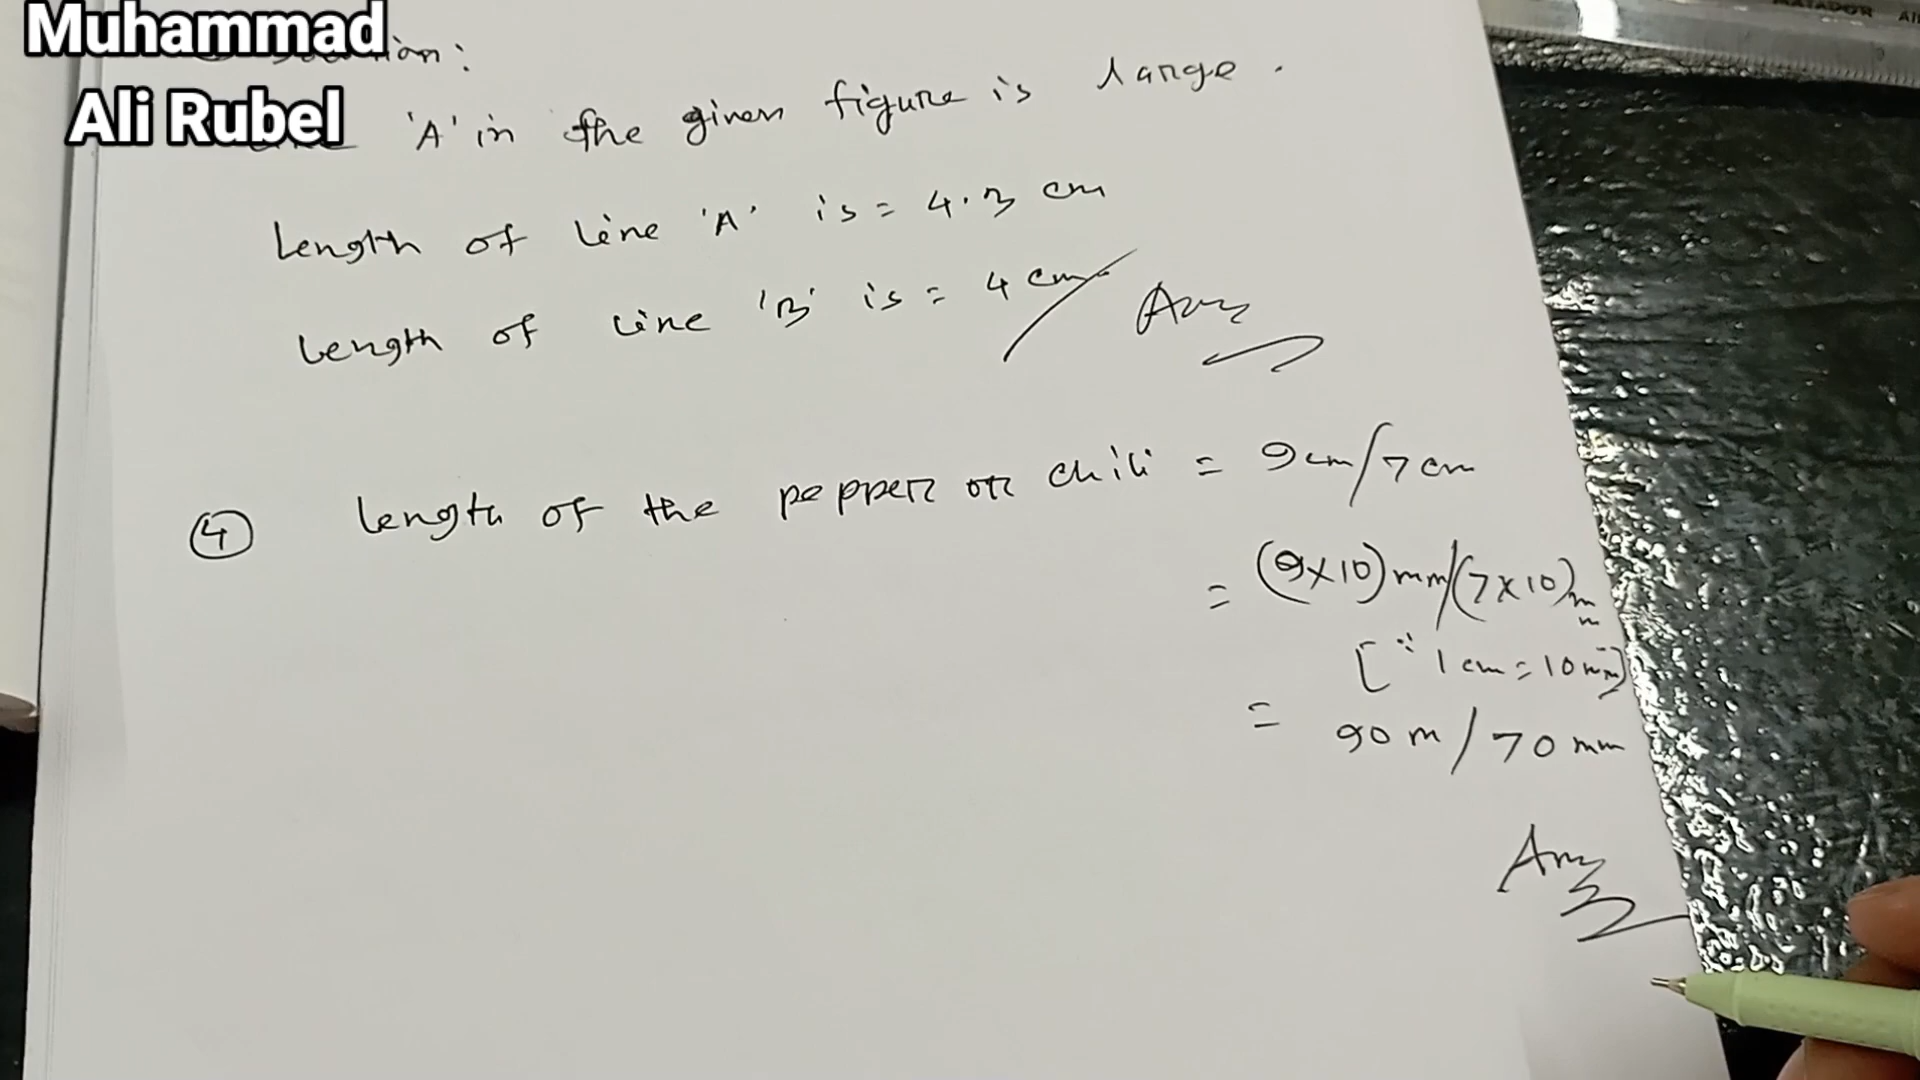 Muhammad
Ali Rubel
'A' in the given figure is large.
Length of line 'A' is = 4.3 cm
Length of line 'B' is = 4 cm
Ans
④ Length of the pepper or chili = 9cm/7cm
= (9×10)mm/(7×10)mm
[∵ 1cm=10mm]
= 90m/70mm
Ans
MATADOR